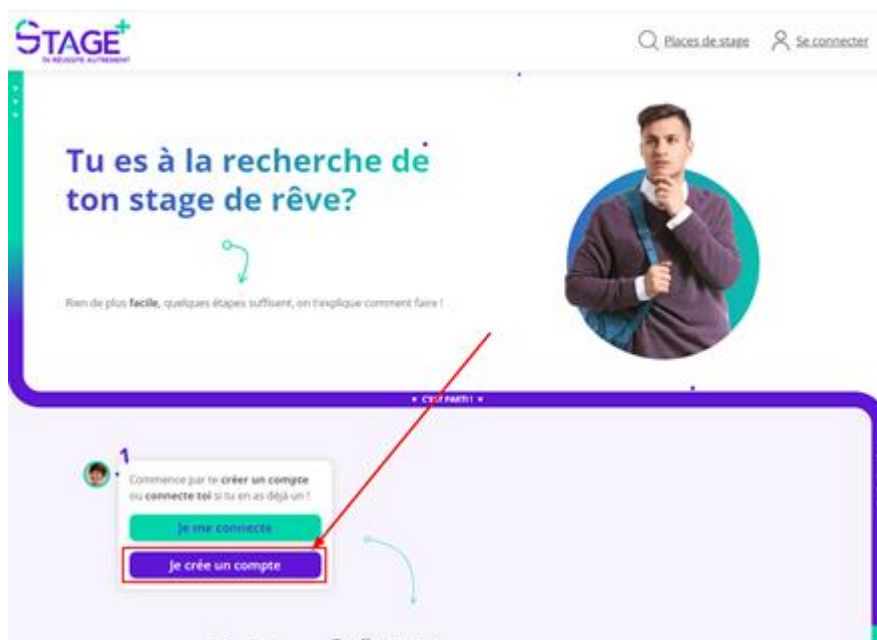 STAGE+
TA RÉUSSITE AUTREMENT
Places de stage
Se connecter
Tu es à la recherche de
ton stage de rêve?
Rien de plus facile, quelques étapes suffisent, on t'explique comment faire !
C'EST PARTI !
1
Commence par te créer un compte
ou connecte toi si tu en as déjà un !
Je me connecte
Je crée un compte